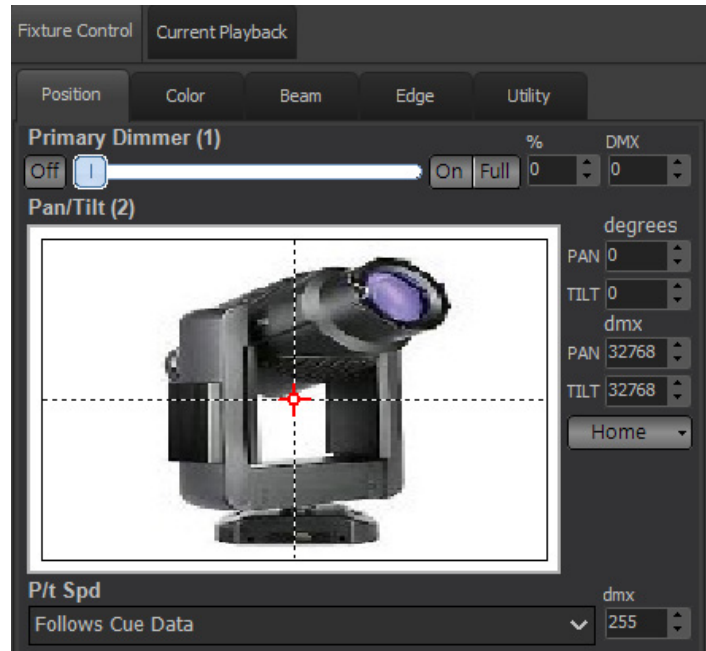 Fixture Control Current Playback
Position Color Beam Edge Utility
Primary Dimmer (1) % DMX
Off On Full 0 0
Pan/Tilt (2)
degrees
PAN 0
TILT 0
dmx
PAN 32768
TILT 32768
Home
P/t Spd dmx
Follows Cue Data 255